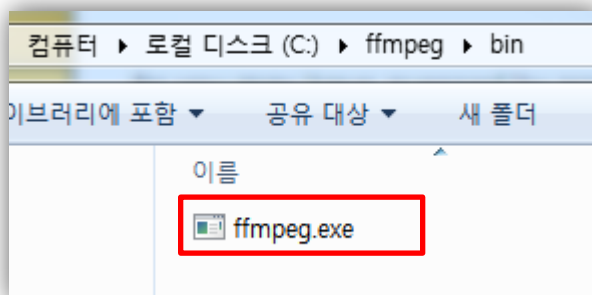 컴퓨터 ▶ 로컬 디스크 (C:) ▶ ffmpeg ▶ bin
이브러리에 포함 ▼ 공유 대상 ▼ 새 폴더
이름
ffmpeg.exe